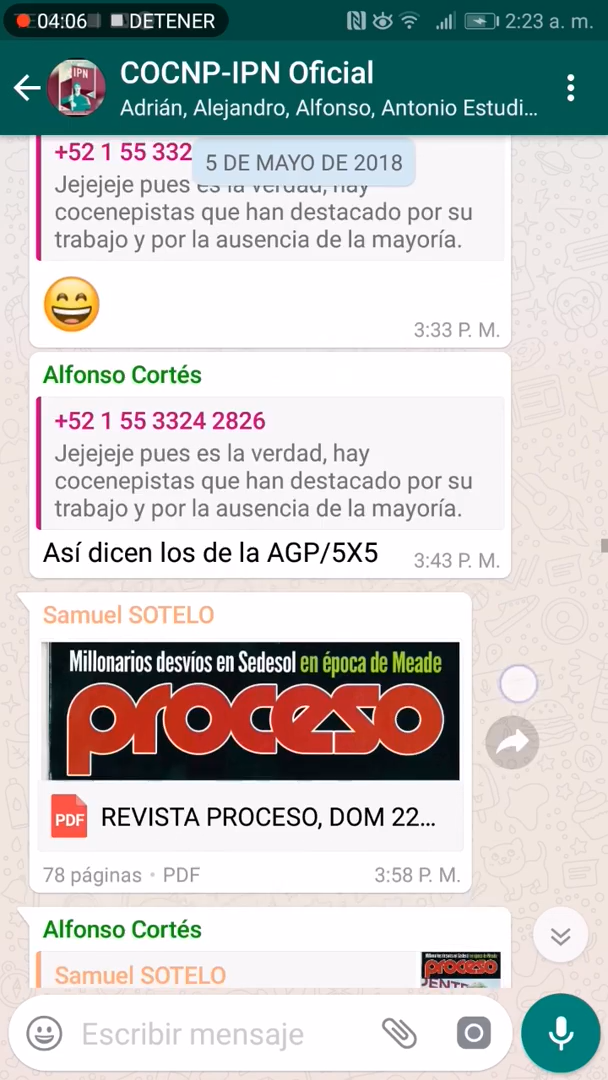 04:06 DETENER 2:23 a. m.
COCNP-IPN Oficial
Adrián, Alejandro, Alfonso, Antonio Estudi...
+52 1 55 332
5 DE MAYO DE 2018
Jejejeje pues es la verdad, hay
cocenepistas que han destacado por su
trabajo y por la ausencia de la mayoría.
3:33 P. M.
Alfonso Cortés
+52 1 55 3324 2826
Jejejeje pues es la verdad, hay
cocenepistas que han destacado por su
trabajo y por la ausencia de la mayoría.
Así dicen los de la AGP/5X5
3:43 P. M.
Samuel SOTELO
Millonarios desvíos en Sedesol en época de Meade
proceso
PDF REVISTA PROCESO, DOM 22...
78 páginas • PDF 3:58 P. M.
Alfonso Cortés
Samuel SOTELO
proceso
Escribir mensaje